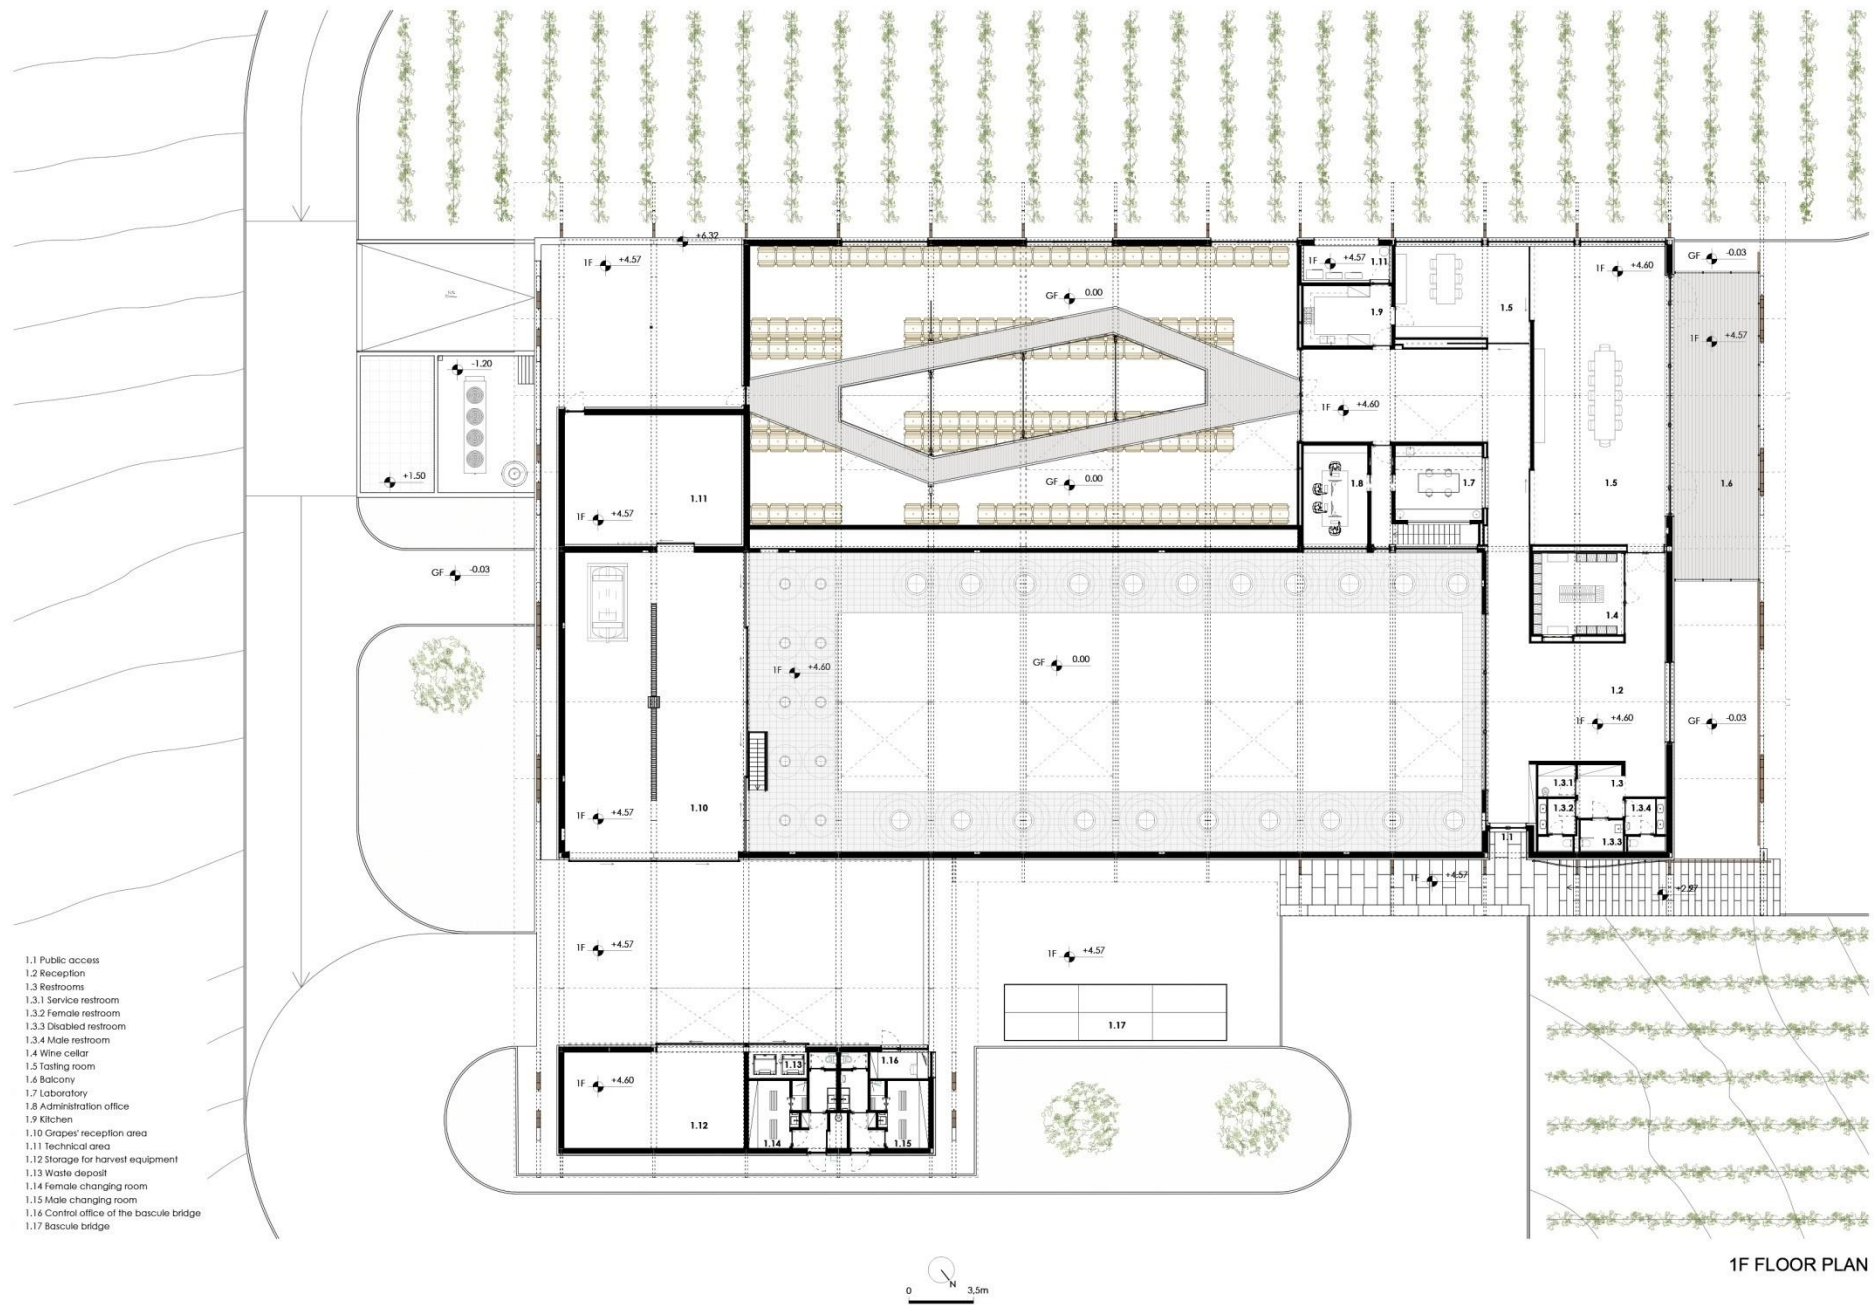 +6.32
1F +4.57
1F +4.57 1.11
1F +4.60
GF -0.03
GF 0.00
1.5
1.9
1F +4.57
-1.20
1F +4.60
+1.50
1.11
1F +4.57
GF 0.00
1.8
1.7
1.5
1.6
GF -0.03
1.4
1F +4.60
GF 0.00
1.2
1F +4.60
GF -0.03
1.10
1F +4.57
1.3.1
1.3
1.3.2
1.3.4
1.1
1.3.3
1F +4.57
1F +4.57
1F +4.57
1.17
1.13
1.16
1F +4.60
1.12
1.14
1.15
1.1 Public access
1.2 Reception
1.3 Restrooms
1.3.1 Service restroom
1.3.2 Female restroom
1.3.3 Disabled restroom
1.3.4 Male restroom
1.4 Wine cellar
1.5 Tasting room
1.6 Balcony
1.7 Laboratory
1.8 Administration office
1.9 Kitchen
1.10 Grapes' reception area
1.11 Technical area
1.12 Storage for harvest equipment
1.13 Waste deposit
1.14 Female changing room
1.15 Male changing room
1.16 Control office of the bascule bridge
1.17 Bascule bridge
1F FLOOR PLAN
N
0 3,5m